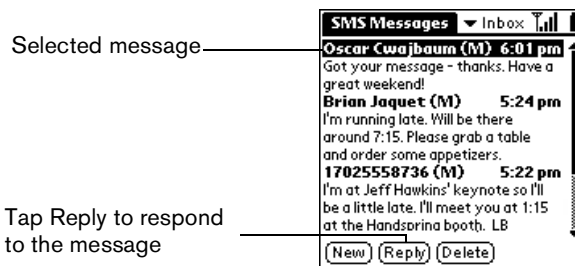 SMS Messages Inbox
Selected message
Oscar Cwajbaum (M) 6:01 pm
Got your message - thanks. Have a
great weekend!
Brian Jaquet (M) 5:24 pm
I'm running late. Will be there
around 7:15. Please grab a table
and order some appetizers.
17025558736 (M) 5:22 pm
I'm at Jeff Hawkins' keynote so I'll
be a little late. I'll meet you at 1:15
at the Handspring booth. LB
Tap Reply to respond
to the message
New Reply Delete